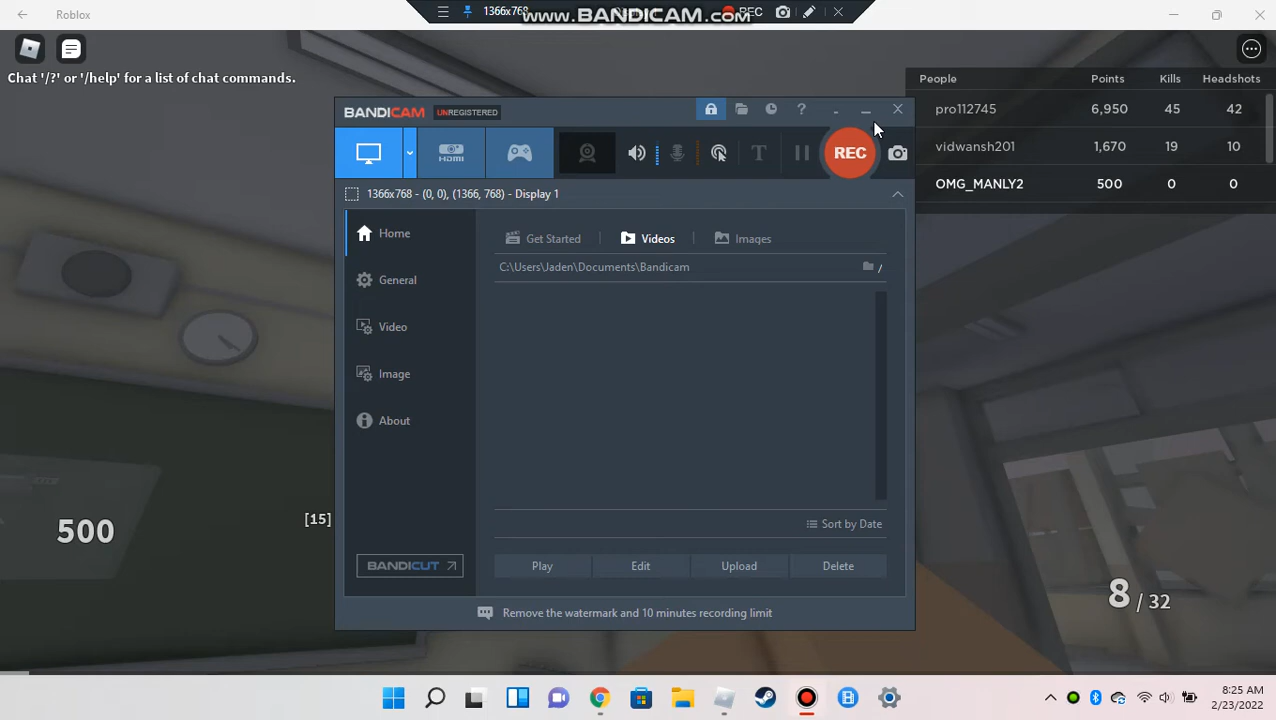 Roblox
1366x768
www.BANDICAM.com
REC
Chat '/?' or '/help' for a list of chat commands.
People Points Kills Headshots
pro112745 6,950 45 42
vidwansh201 1,670 19 10
OMG_MANLY2 500 0 0
BANDICAM UNREGISTERED
HDMI
T
REC
1366x768 - (0, 0), (1366, 768) - Display 1
Home
General
Video
Image
About
BANDICUT
Get Started
Videos
Images
C:\Users\Jaden\Documents\Bandicam
/
Sort by Date
Play
Edit
Upload
Delete
Remove the watermark and 10 minutes recording limit
500
[15]
8 / 32
8:25 AM
2/23/2022